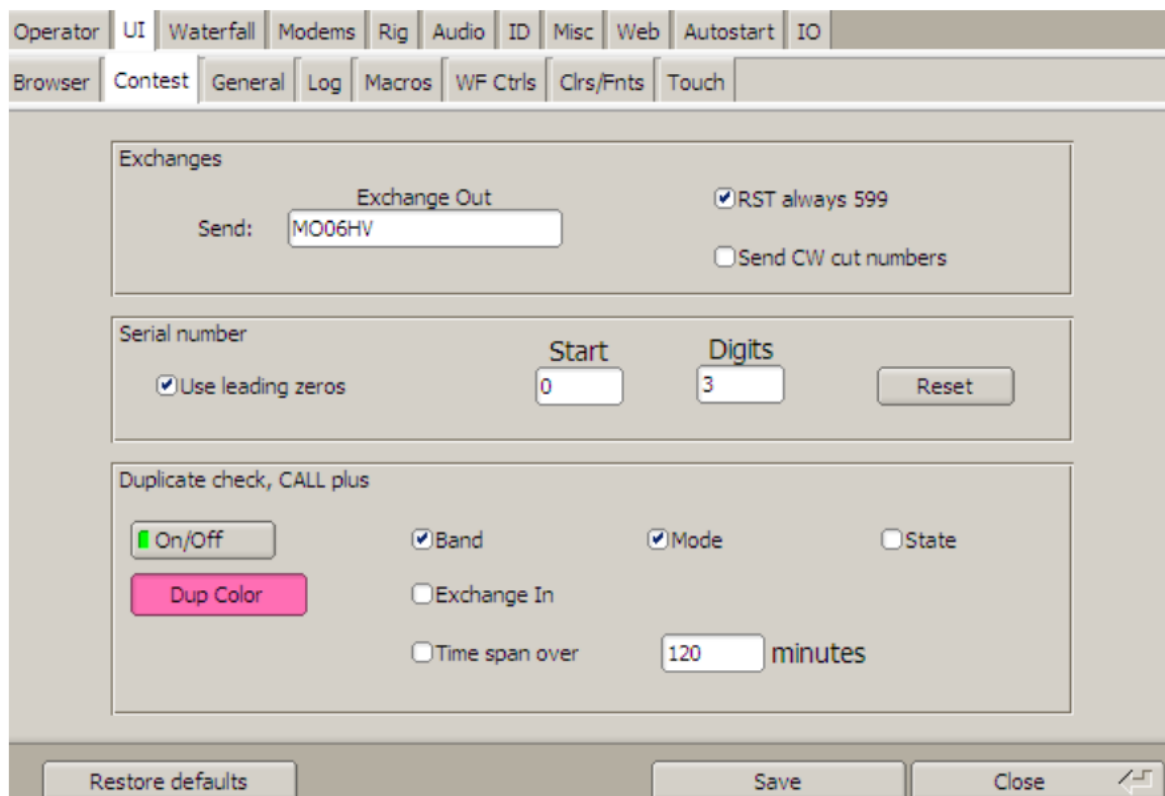 Operator UI Waterfall Modems Rig Audio ID Misc Web Autostart IO
Browser Contest General Log Macros WF Ctrls Clrs/Fnts Touch
Exchanges
Exchange Out
RST always 599
Send: MO06HV
Send CW cut numbers
Serial number
Start Digits
Use leading zeros 0 3 Reset
Duplicate check, CALL plus
On/Off Band Mode State
Dup Color Exchange In
Time span over 120 minutes
Restore defaults Save Close